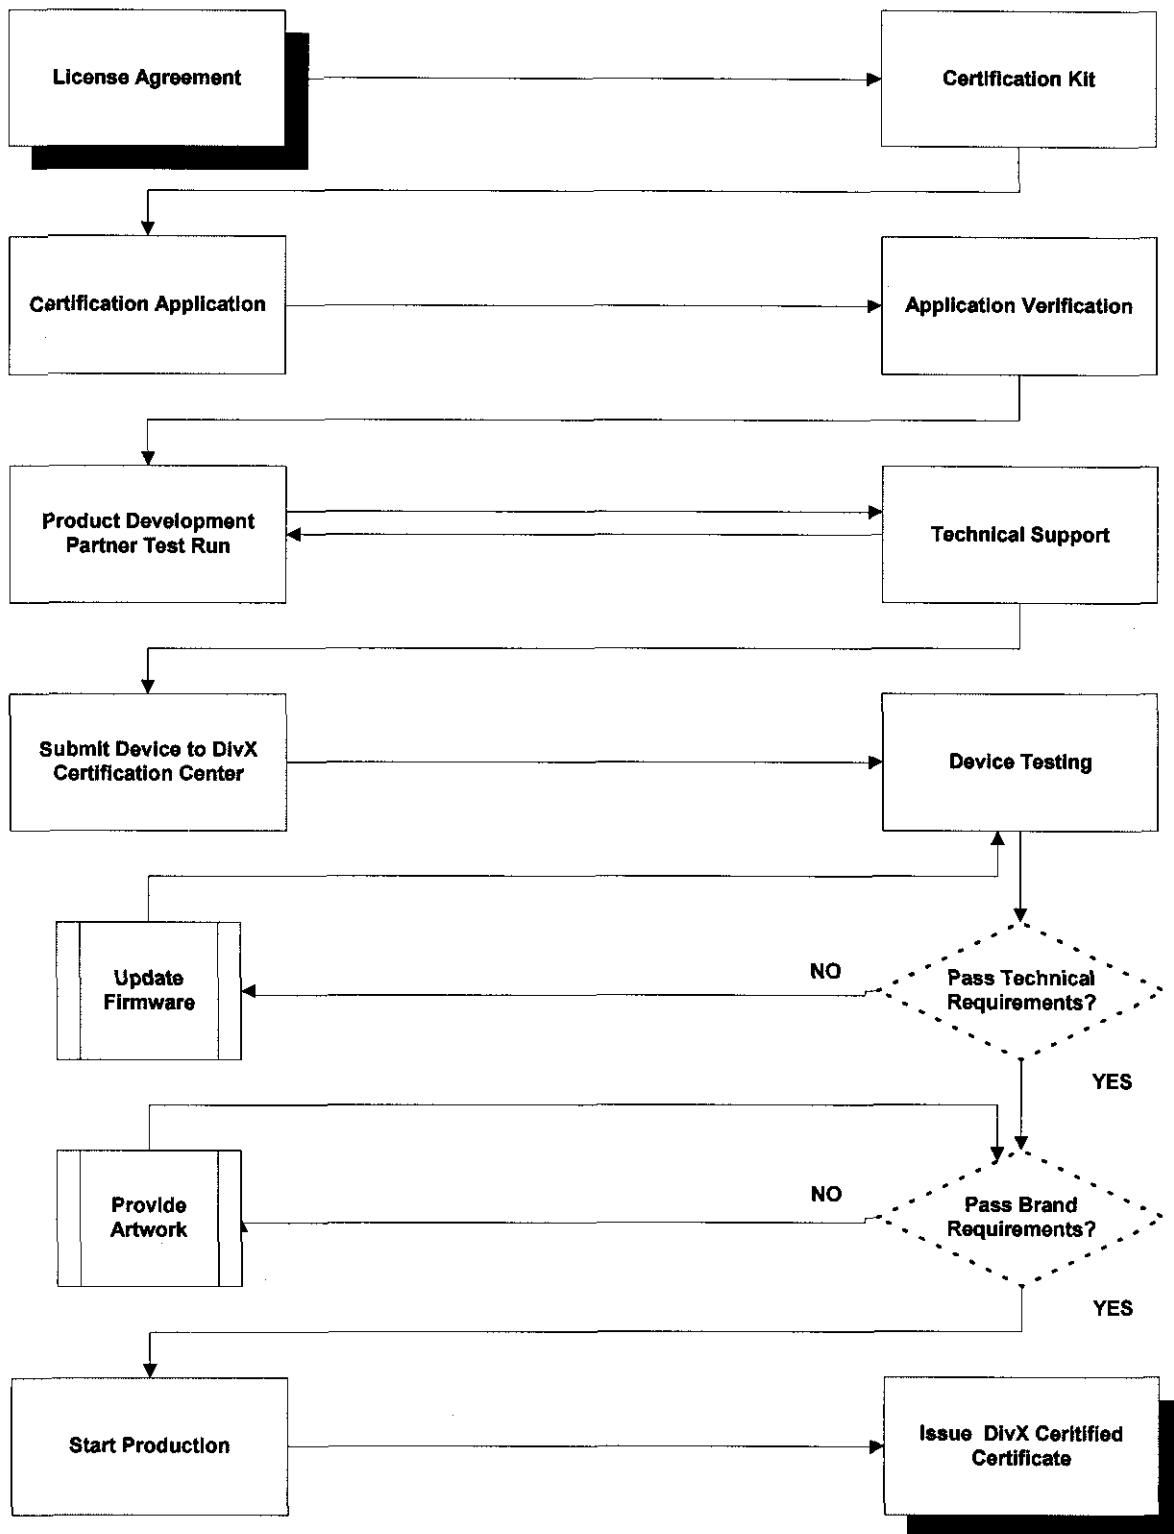 License Agreement
Certification Kit
Certification Application
Application Verification
Product Development
Partner Test Run
Technical Support
Submit Device to DivX
Certification Center
Device Testing
Update
Firmware
NO
Pass Technical
Requirements?
YES
Provide
Artwork
NO
Pass Brand
Requirements?
YES
Start Production
Issue DivX Ceritified
Certificate